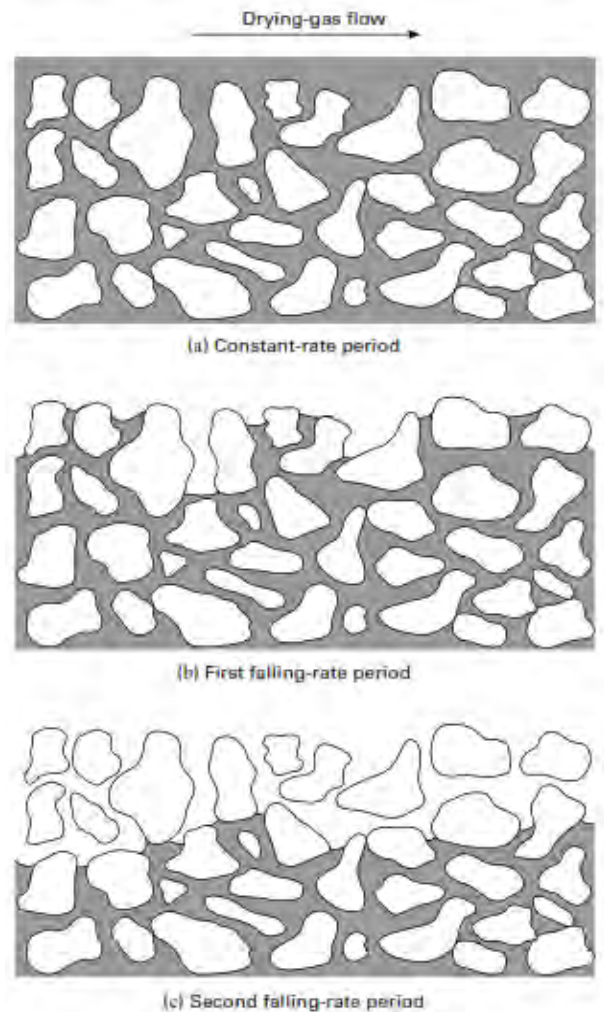 Drying-gas flow
(a) Constant-rate period
(b) First falling-rate period
(c) Second falling-rate period